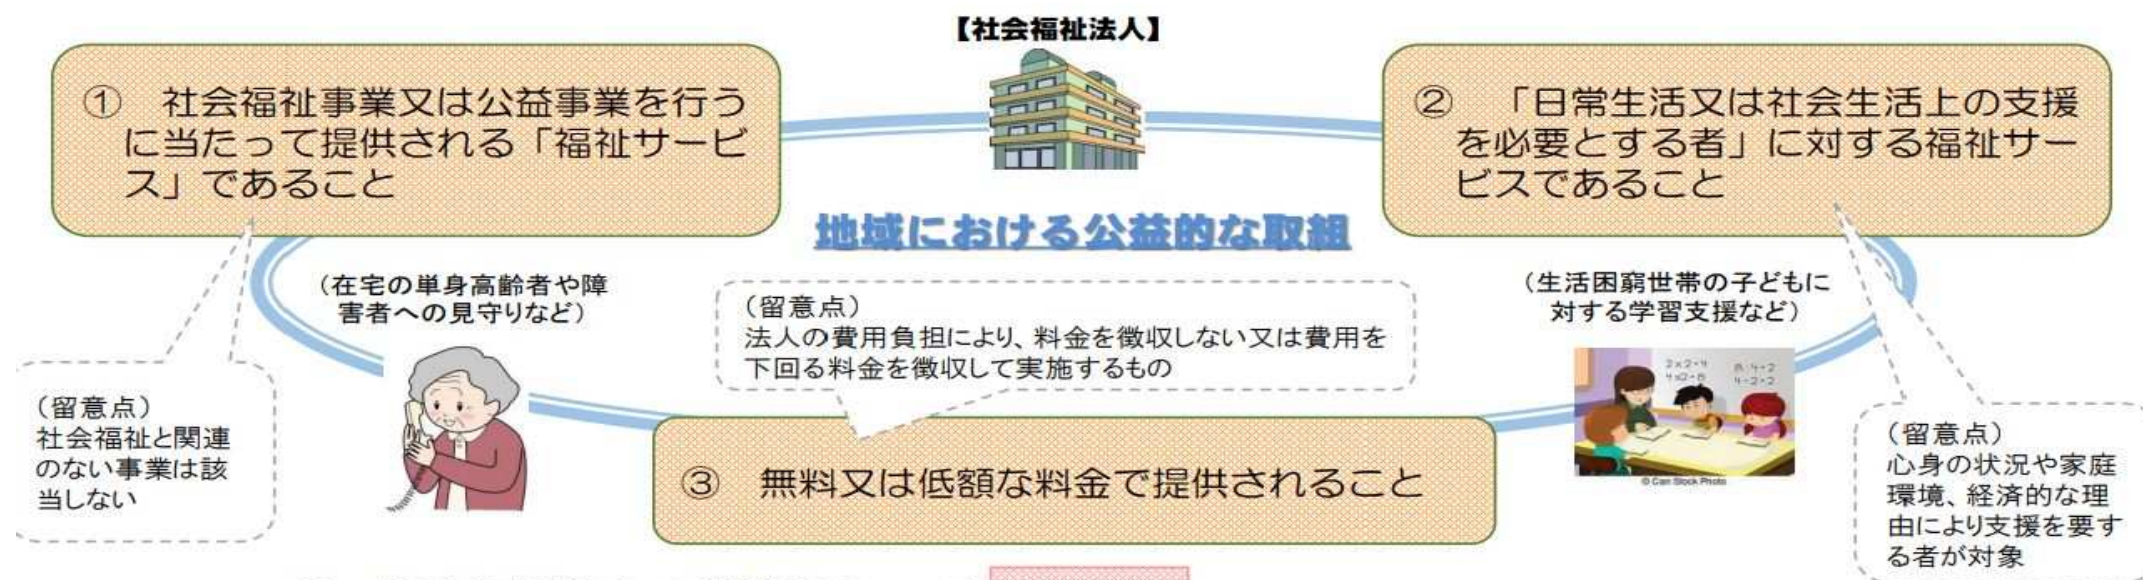 【社会福祉法人】
① 社会福祉事業又は公益事業を行う
に当たって提供される「福祉サービ
ス」であること
② 「日常生活又は社会生活上の支援
を必要とする者」に対する福祉サー
ビスであること
地域における公益的な取組
（在宅の単身高齢者や障
害者への見守りなど）
（留意点）
法人の費用負担により、料金を徴収しない又は費用を
下回る料金を徴収して実施するもの
（生活困窮世帯の子どもに
対する学習支援など）
2×2=4
4×2=8
8-4=2
4-2=2
© Can Stock Photo
（留意点）
社会福祉と関連
のない事業は該
当しない
③ 無料又は低額な料金で提供されること
（留意点）
心身の状況や家庭
環境、経済的な理
由により支援を要す
る者が対象